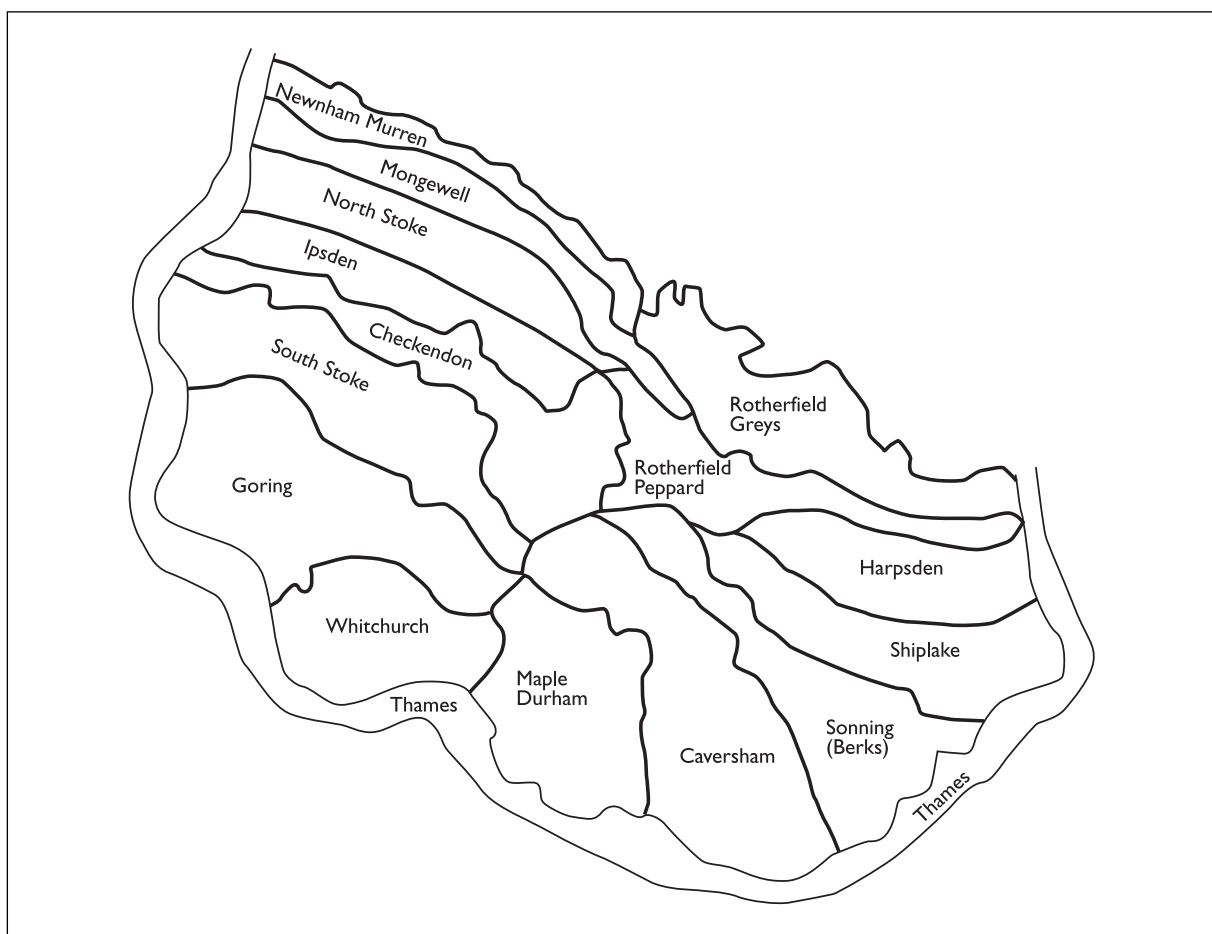 Newnham Murren
Mongewell
North Stoke
Ipsden
Checkendon
South Stoke
Rotherfield
Greys
Rotherfield
Peppard
Goring
Harpsden
Whitchurch
Shiplake
Maple
Durham
Thames
Sonning
(Berks)
Caversham
Thames